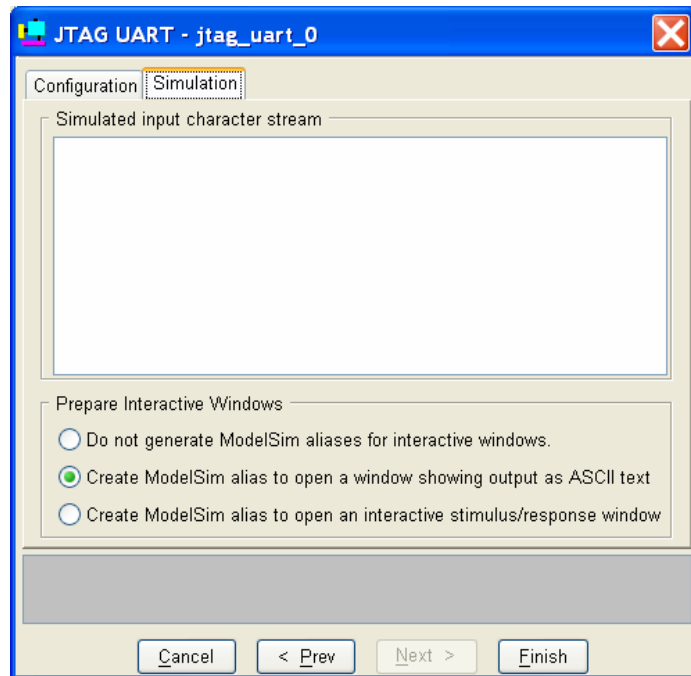 JTAG UART - jtag_uart_0
Configuration Simulation
Simulated input character stream
Prepare Interactive Windows
Do not generate ModelSim aliases for interactive windows.
Create ModelSim alias to open a window showing output as ASCII text
Create ModelSim alias to open an interactive stimulus/response window
Cancel < Prev Next > Finish